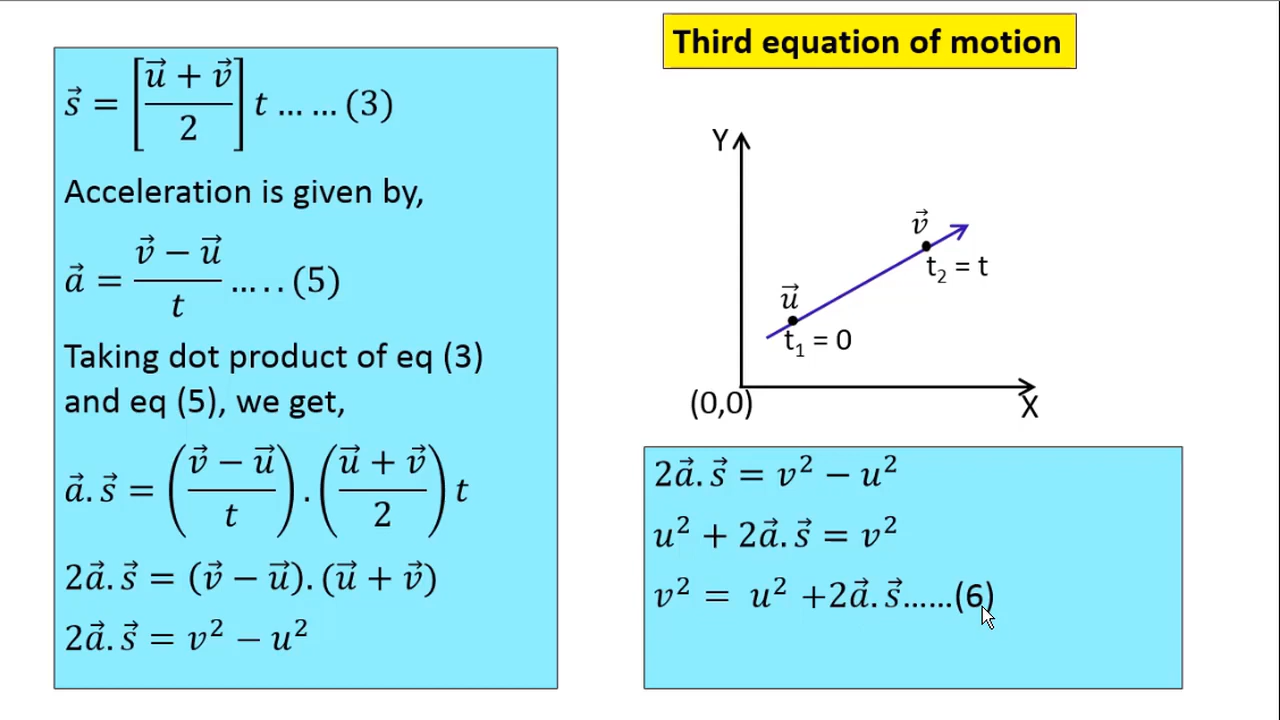 Third equation of motion
s⃗ = [(u⃗ + v⃗)/2] t ... ... (3)
Acceleration is given by,
a⃗ = (v⃗ − u⃗)/t ... . . (5)
Taking dot product of eq (3)
and eq (5), we get,
a⃗. s⃗ = ((v⃗ − u⃗)/t) . ((u⃗ + v⃗)/2) t
2a⃗. s⃗ = (v⃗ − u⃗). (u⃗ + v⃗)
2a⃗. s⃗ = v² − u²
Y
v⃗
t₂ = t
u⃗
t₁ = 0
(0,0)
X
2a⃗. s⃗ = v² − u²
u² + 2a⃗. s⃗ = v²
v² = u² +2a⃗. s⃗......(6)